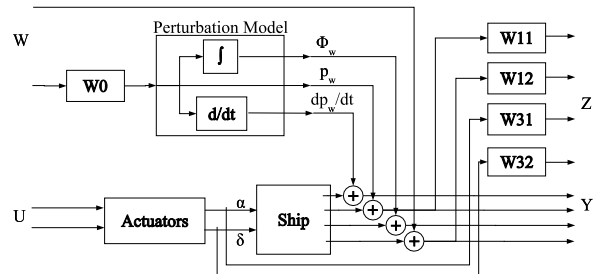 Perturbation Model
W
∫
Φw
W11
W0
pw
W12
Z
d/dt
dpw/dt
W31
W32
U
Actuators
α
δ
Ship
+
+
+
+
Y